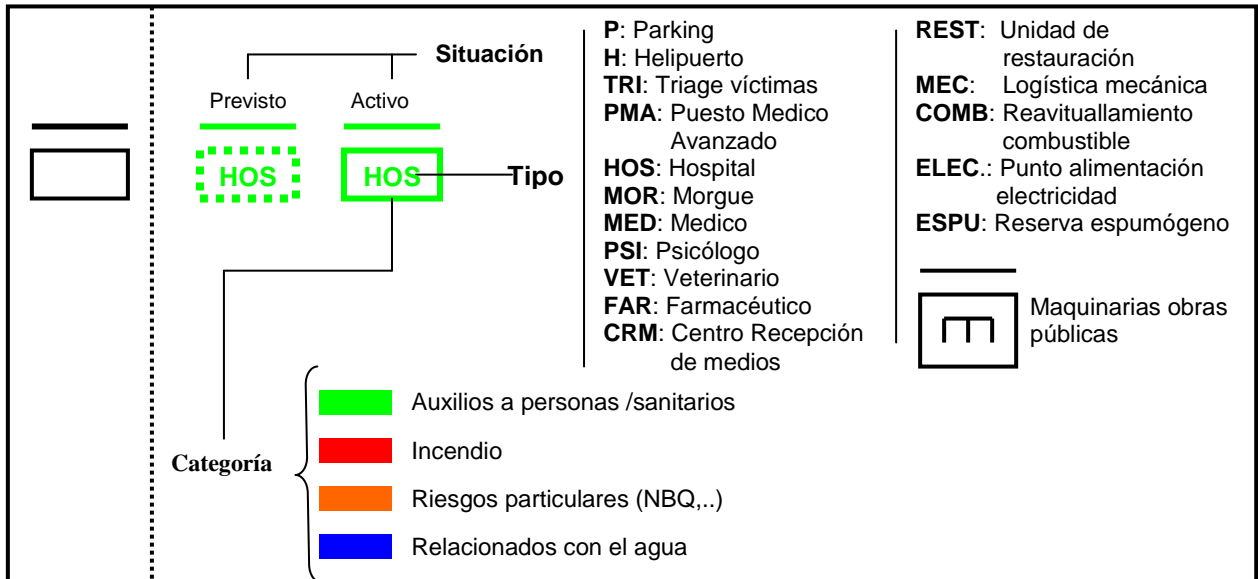 Situación
Previsto
Activo
HOS
HOS
Tipo
Categoría
P: Parking
H: Helipuerto
TRI: Triage víctimas
PMA: Puesto Medico
Avanzado
HOS: Hospital
MOR: Morgue
MED: Medico
PSI: Psicólogo
VET: Veterinario
FAR: Farmacéutico
CRM: Centro Recepción
de medios
REST: Unidad de
restauración
MEC: Logística mecánica
COMB: Reavituallamiento
combustible
ELEC.: Punto alimentación
electricidad
ESPU: Reserva espumógeno
Maquinarias obras
públicas
Auxilios a personas /sanitarios
Incendio
Riesgos particulares (NBQ,..)
Relacionados con el agua